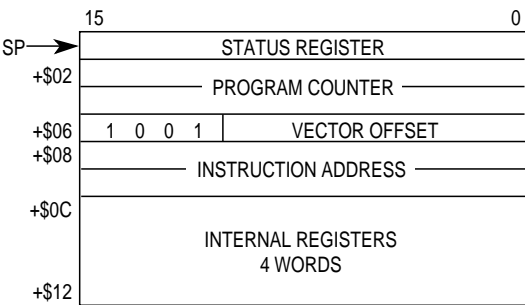 15 0
SP STATUS REGISTER
+$02 PROGRAM COUNTER
+$06 1 0 0 1 VECTOR OFFSET
+$08 INSTRUCTION ADDRESS
+$0C
INTERNAL REGISTERS
4 WORDS
+$12